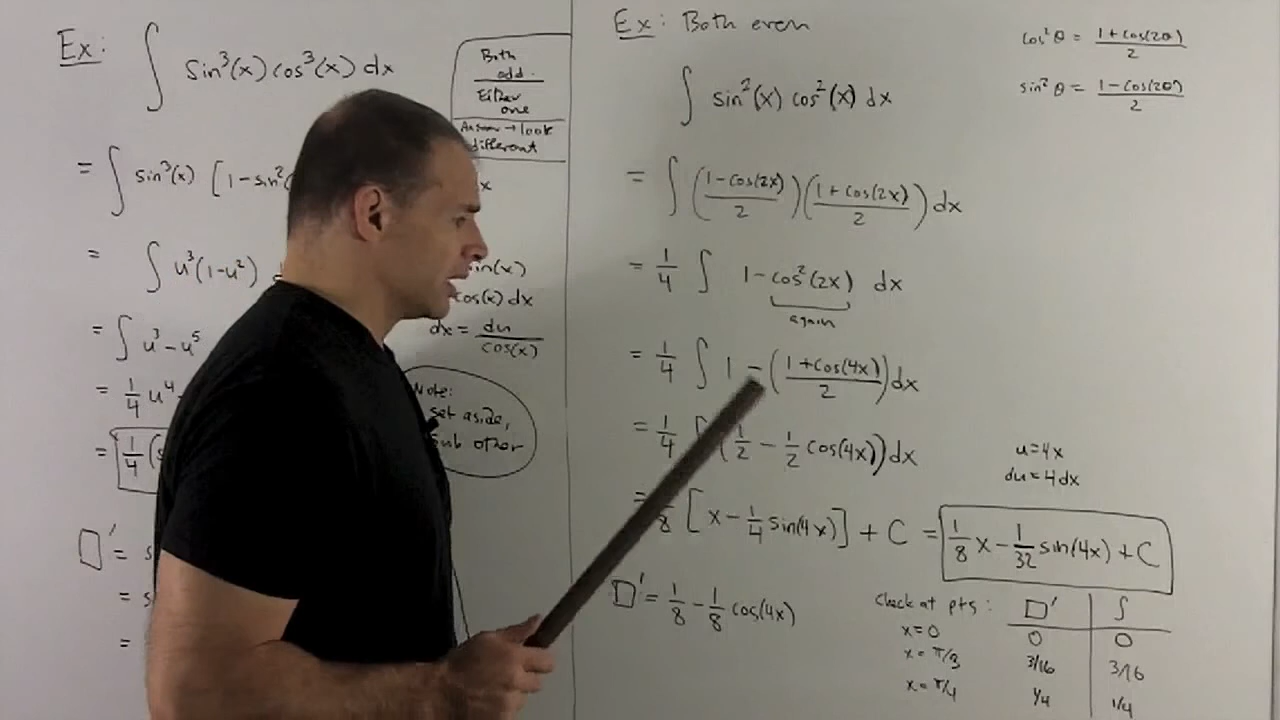 Ex: ∫ sin³(x) cos³(x) dx
Both odd.
Either one
Answer → look different
= ∫ sin³(x) [1-sin²(
x
= ∫ u³(1-u²)
in(x)
cos(x) dx
dx = du/cos(x)
= ∫ u³ - u⁵
= 1/4 u⁴
= 1/4 (s
Note:
set aside,
sub other
□' = s
= s
=
Ex: Both even
∫ sin²(x) cos²(x) dx
cos²θ = (1+cos(2θ))/2
sin²θ = (1-cos(2θ))/2
= ∫ ((1-cos(2x))/2) ((1+cos(2x))/2) dx
= 1/4 ∫ 1-cos²(2x) dx
again
= 1/4 ∫ 1 - ((1+cos(4x))/2) dx
= 1/4 (1/2 - 1/2 cos(4x)) dx
u=4x
du=4dx
= 8 [x - 1/4 sin(4x)] + C = 1/8 x - 1/32 sin(4x) + C
□' = 1/8 - 1/8 cos(4x)
Check at pts: □' ∫
x=0 0 0
x=π/3 3/16 3/16
x=π/4 1/4 1/4